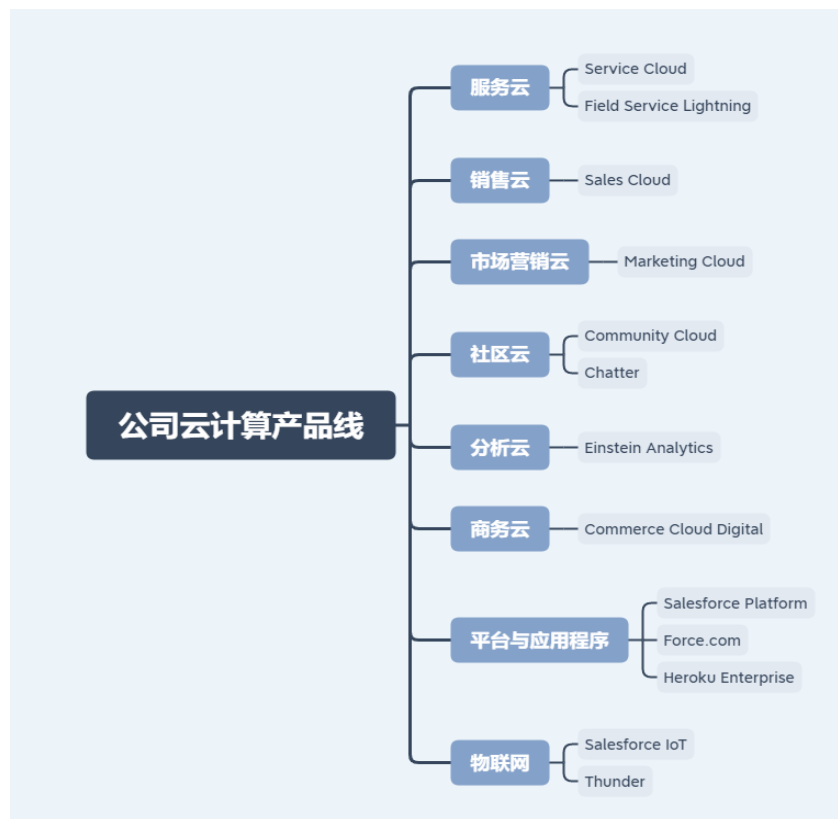 公司云计算产品线
服务云
Service Cloud
Field Service Lightning
销售云
Sales Cloud
市场营销云
Marketing Cloud
社区云
Community Cloud
Chatter
分析云
Einstein Analytics
商务云
Commerce Cloud Digital
平台与应用程序
Salesforce Platform
Force.com
Heroku Enterprise
物联网
Salesforce IoT
Thunder